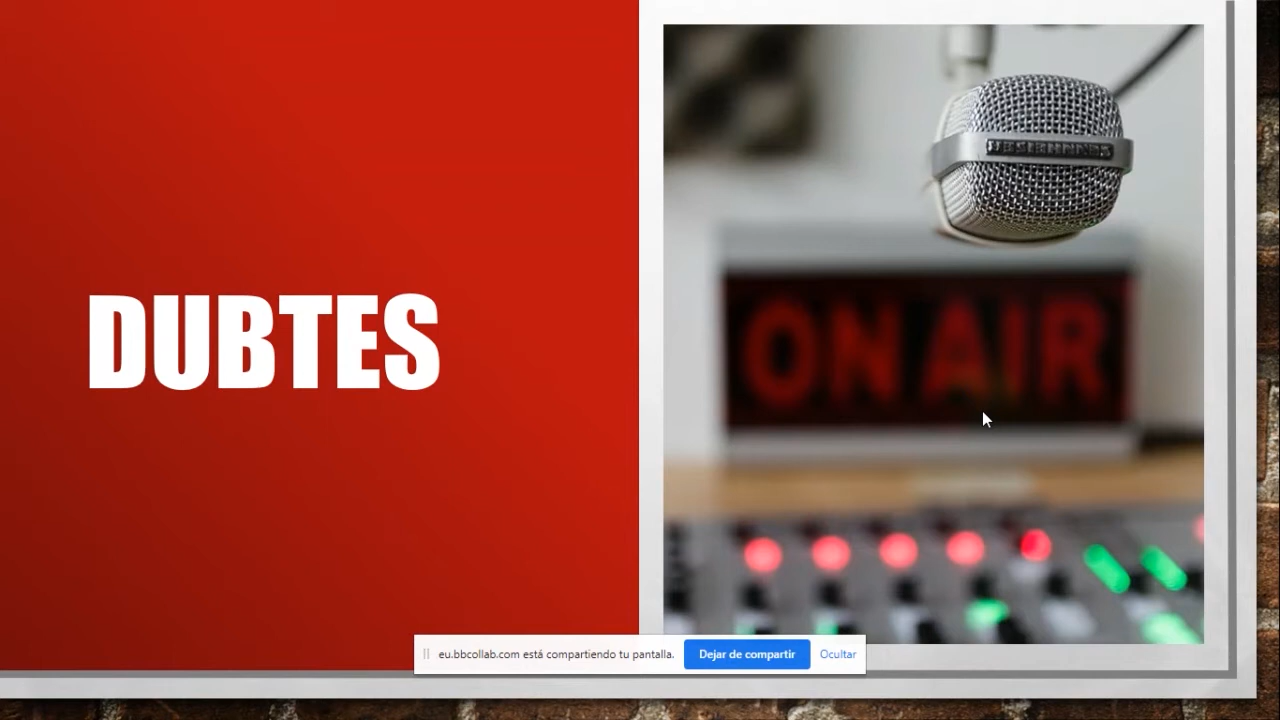 DUBTES
ON AIR
eu.bbcollab.com está compartiendo tu pantalla.
Dejar de compartir
Ocultar